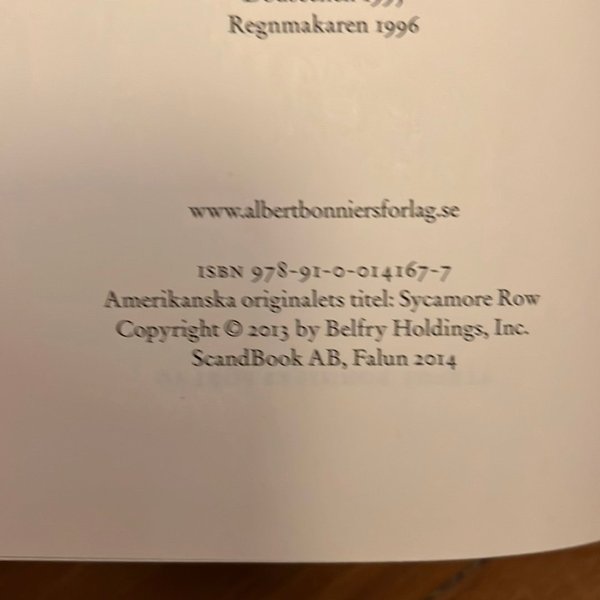 Regnmakaren 1996
www.albertbonniersforlag.se
ISBN 978-91-0-014167-7
Amerikanska originalets titel: Sycamore Row
Copyright © 2013 by Belfry Holdings, Inc.
ScandBook AB, Falun 2014